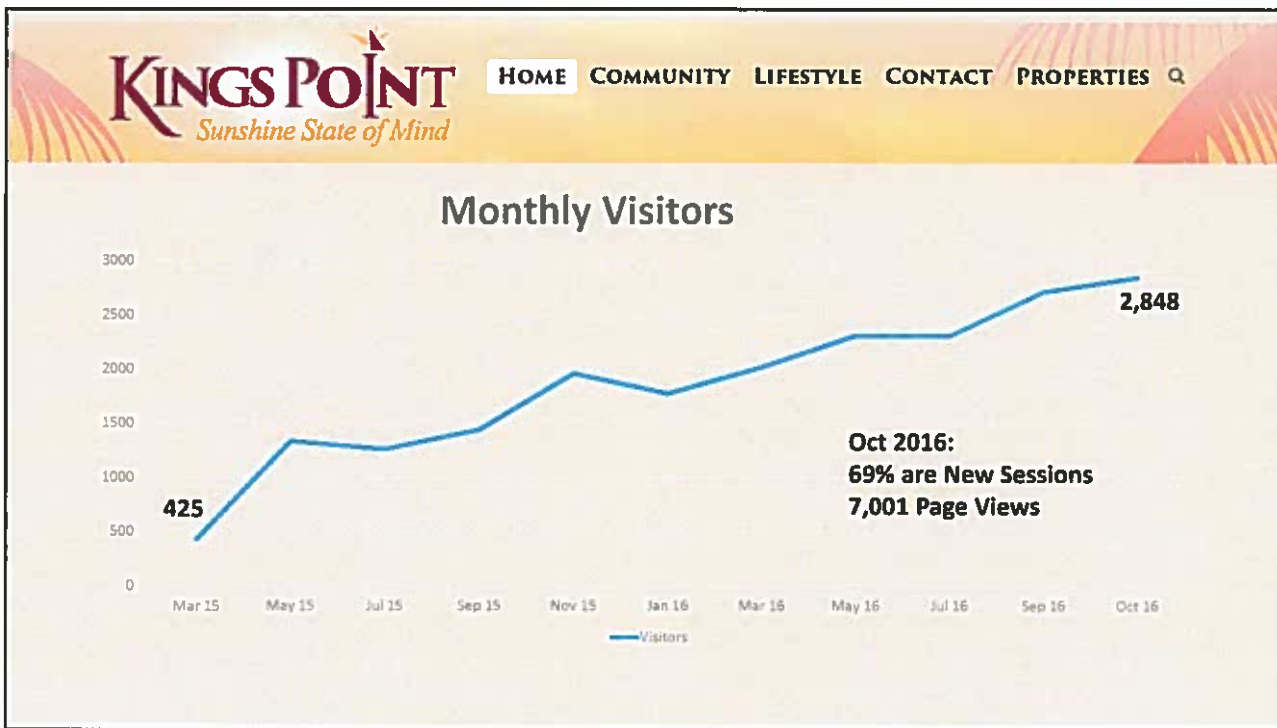 KINGS POINT
Sunshine State of Mind
HOME COMMUNITY LIFESTYLE CONTACT PROPERTIES
Monthly Visitors
3000
2500
2000
1500
1000
500
0
425
2,848
Oct 2016:
69% are New Sessions
7,001 Page Views
Mar 15 May 15 Jul 15 Sep 15 Nov 15 Jan 16 Mar 16 May 16 Jul 16 Sep 16 Oct 16
Visitors